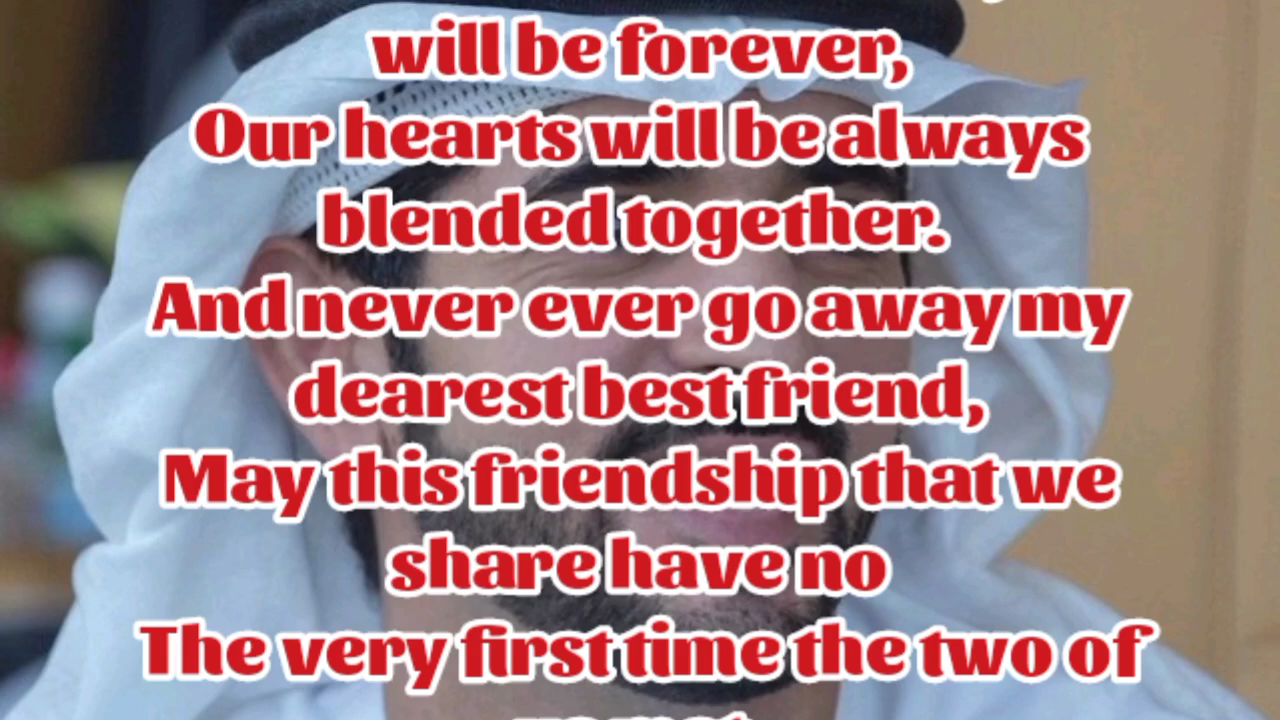 will be forever,
Our hearts will be always
blended together.
And never ever go away my
dearest best friend,
May this friendship that we
share have no
The very first time the two of